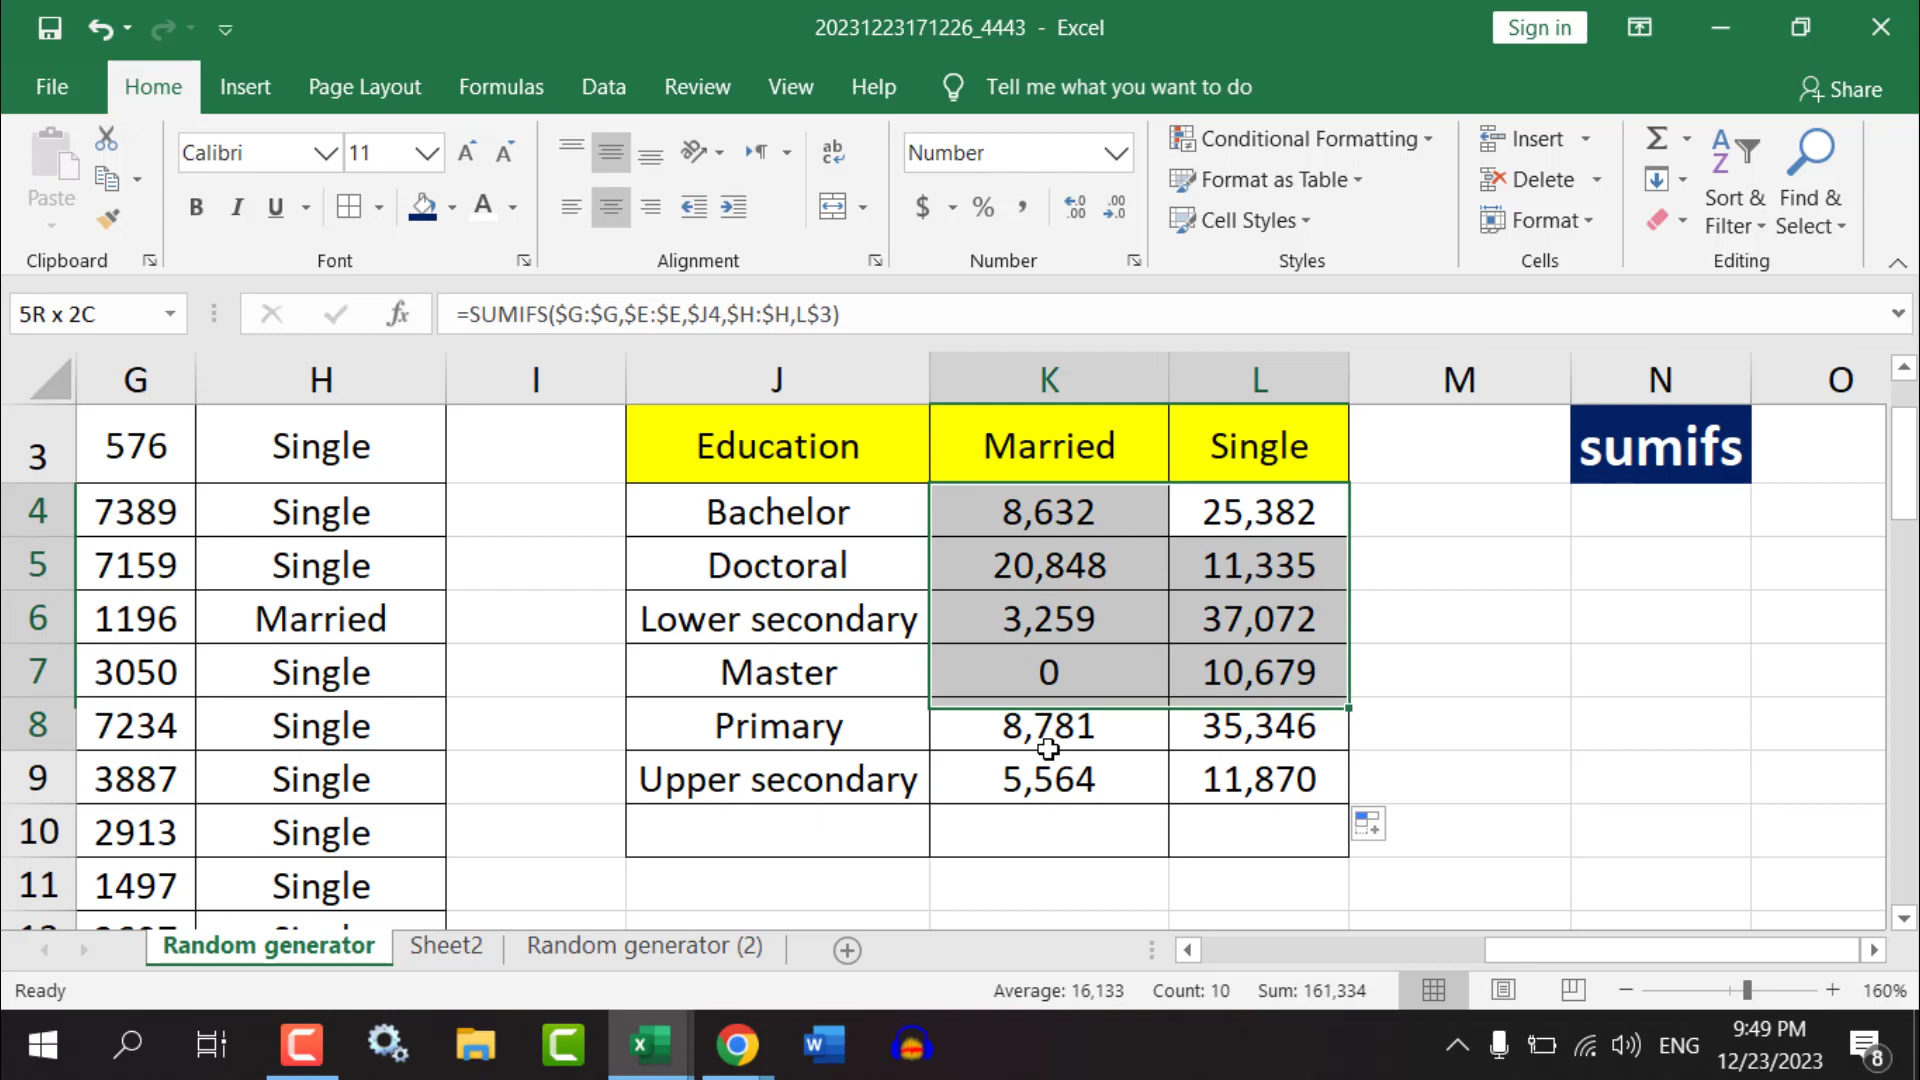 20231223171226_4443 - Excel
Sign in
File Home Insert Page Layout Formulas Data Review View Help Tell me what you want to do
Share
Paste
Clipboard
Calibri 11
B I U
Font
Alignment
Number
$ % ,
Number
Conditional Formatting
Format as Table
Cell Styles
Styles
Insert
Delete
Format
Cells
Sort & Filter
Find & Select
Editing
5R x 2C fx =SUMIFS($G:$G,$E:$E,$J4,$H:$H,L$3)
G H I J K L M N O
3 576 Single Education Married Single sumifs
4 7389 Single Bachelor 8,632 25,382
5 7159 Single Doctoral 20,848 11,335
6 1196 Married Lower secondary 3,259 37,072
7 3050 Single Master 0 10,679
8 7234 Single Primary 8,781 35,346
9 3887 Single Upper secondary 5,564 11,870
10 2913 Single
11 1497 Single
Random generator Sheet2 Random generator (2)
Ready Average: 16,133 Count: 10 Sum: 161,334 160%
ENG 9:49 PM
12/23/2023
8